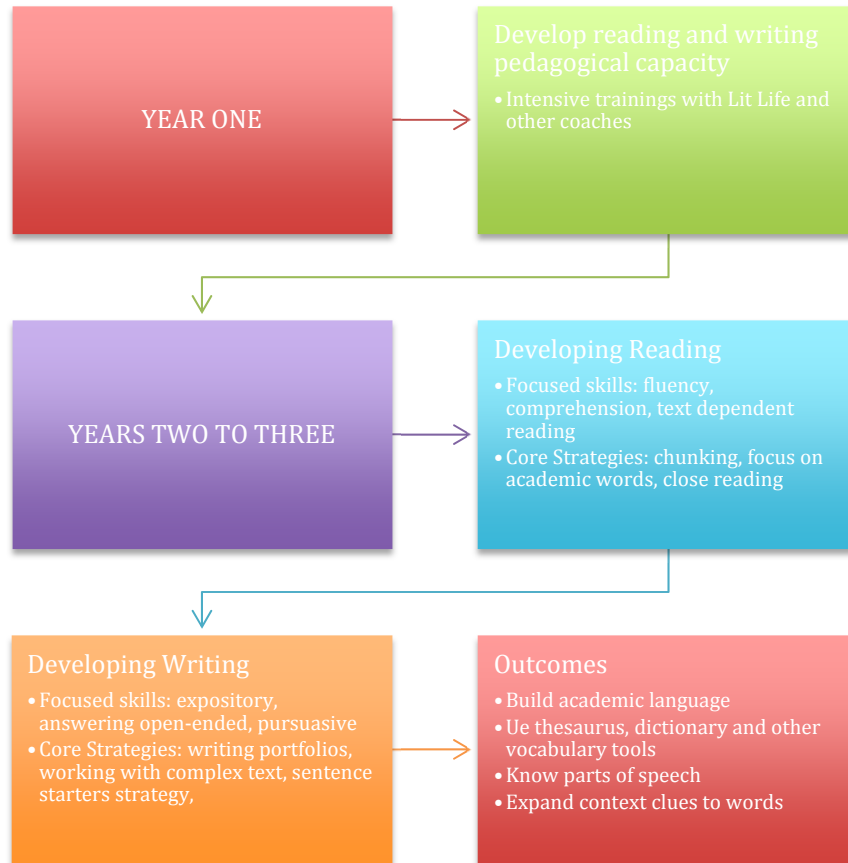 YEAR ONE
Develop reading and writing
pedagogical capacity
• Intensive trainings with Lit Life and
other coaches
YEARS TWO TO THREE
Developing Reading
• Focused skills: fluency,
comprehension, text dependent
reading
• Core Strategies: chunking, focus on
academic words, close reading
Developing Writing
• Focused skills: expository,
answering open-ended, pursuasive
• Core Strategies: writing portfolios,
working with complex text, sentence
starters strategy,
Outcomes
• Build academic language
• Ue thesaurus, dictionary and other
vocabulary tools
• Know parts of speech
• Expand context clues to words